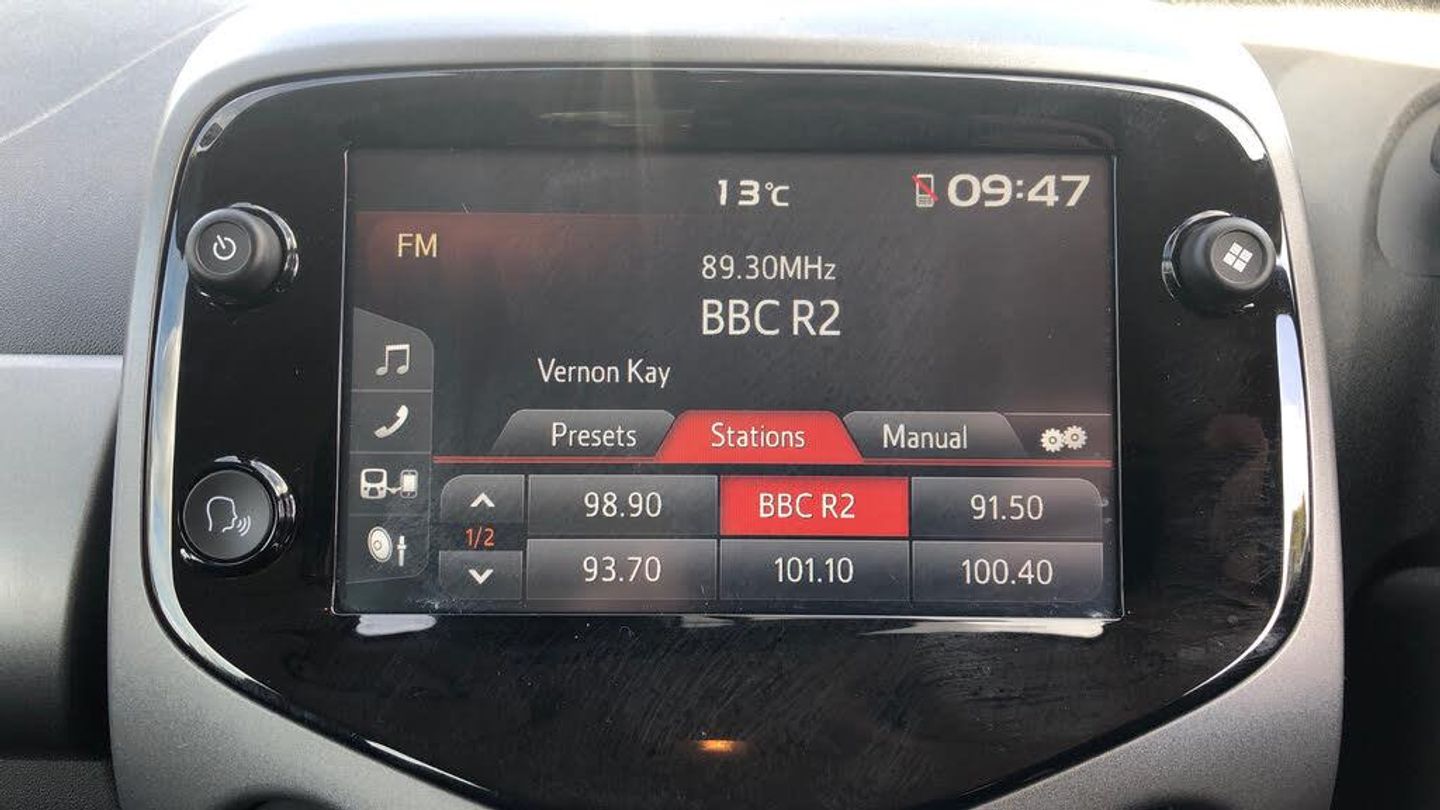 13°C
09:47
FM
89.30MHz
BBC R2
Vernon Kay
Presets Stations Manual
1/2
98.90 BBC R2 91.50
93.70 101.10 100.40